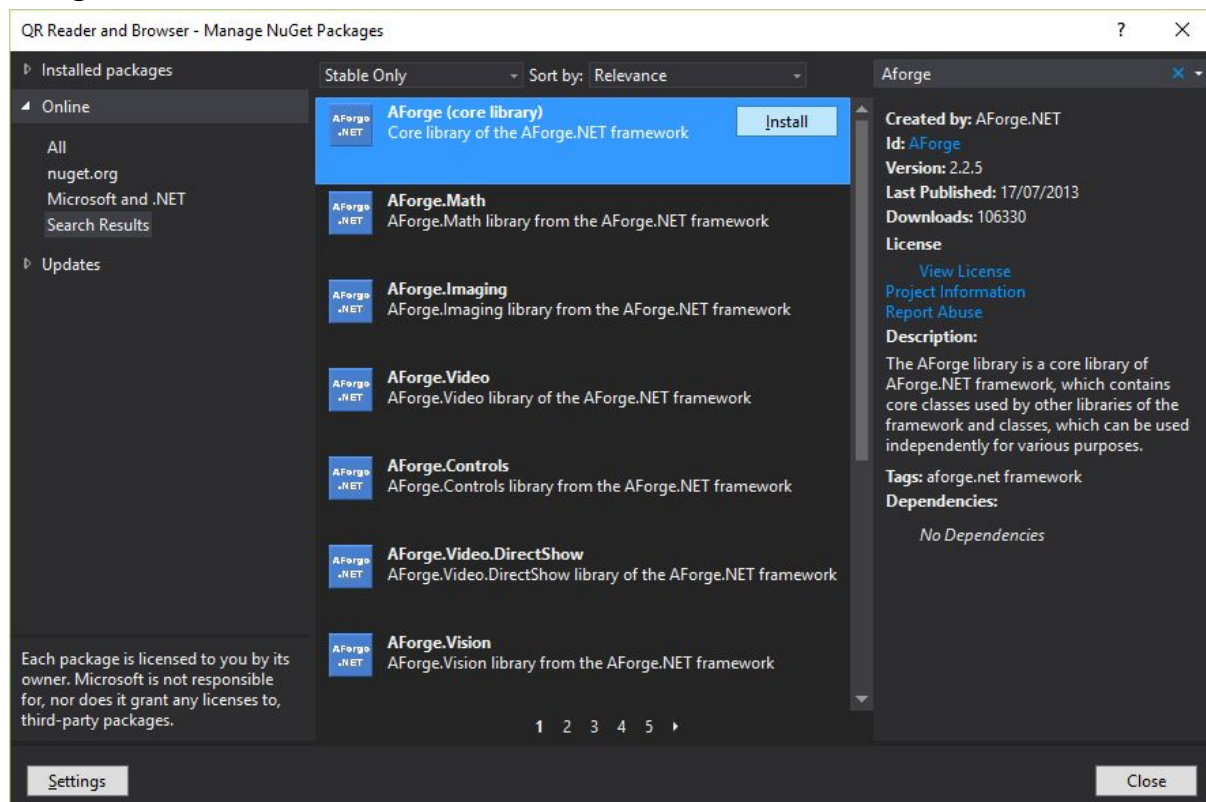 QR Reader and Browser - Manage NuGet Packages
?
Installed packages
Online
All
nuget.org
Microsoft and .NET
Search Results
Updates
Each package is licensed to you by its
owner. Microsoft is not responsible
for, nor does it grant any licenses to,
third-party packages.
Settings
Stable Only
Sort by: Relevance
AForge
.NET
AForge (core library)
Core library of the AForge.NET framework
Install
AForge
.NET
AForge.Math
AForge.Math library from the AForge.NET framework
AForge
.NET
AForge.Imaging
AForge.Imaging library from the AForge.NET framework
AForge
.NET
AForge.Video
AForge.Video library of the AForge.NET framework
AForge
.NET
AForge.Controls
AForge.Controls library from the AForge.NET framework
AForge
.NET
AForge.Video.DirectShow
AForge.Video.DirectShow library of the AForge.NET framework
AForge
.NET
AForge.Vision
AForge.Vision library from the AForge.NET framework
1 2 3 4 5
Aforge
Created by: AForge.NET
Id: AForge
Version: 2.2.5
Last Published: 17/07/2013
Downloads: 106330
License
View License
Project Information
Report Abuse
Description:
The AForge library is a core library of
AForge.NET framework, which contains
core classes used by other libraries of the
framework and classes, which can be used
independently for various purposes.
Tags: aforge.net framework
Dependencies:
No Dependencies
Close